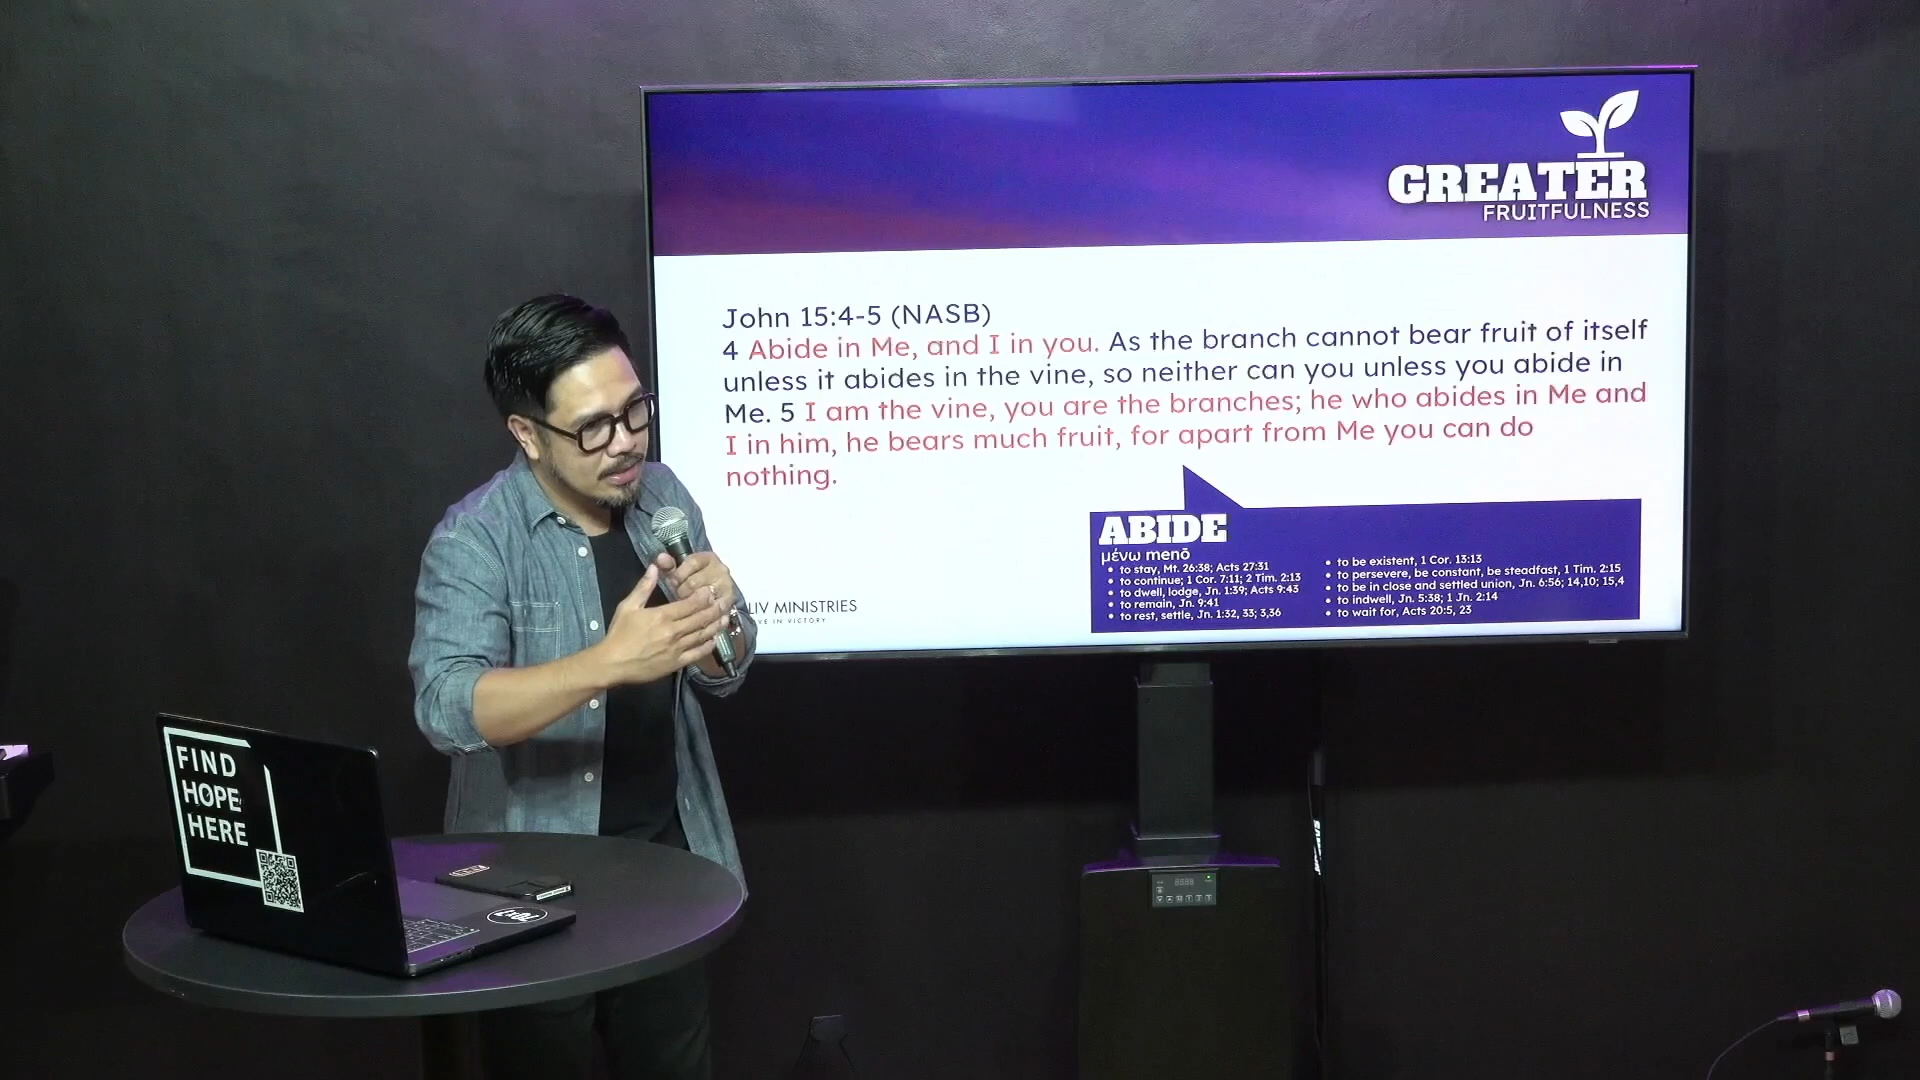 GREATER
FRUITFULNESS
John 15:4-5 (NASB)
4 Abide in Me, and I in you. As the branch cannot bear fruit of itself
unless it abides in the vine, so neither can you unless you abide in
Me. 5 I am the vine, you are the branches; he who abides in Me and
I in him, he bears much fruit, for apart from Me you can do
nothing.
ABIDE
μένω menō
• to stay, Mt. 26:38; Acts 27:31
• to continue; 1 Cor. 7:11; 2 Tim. 2:13
• to dwell, lodge, Jn. 1:39; Acts 9:43
• to remain, Jn. 9:41
• to rest, settle, Jn. 1:32, 33; 3,36
• to be existent, 1 Cor. 13:13
• to persevere, be constant, be steadfast, 1 Tim. 2:15
• to be in close and settled union, Jn. 6:56; 14,10; 15,4
• to indwell, Jn. 5:38; 1 Jn. 2:14
• to wait for, Acts 20:5, 23
LIV MINISTRIES
VE IN VICTORY
FIND
HOPE
HERE